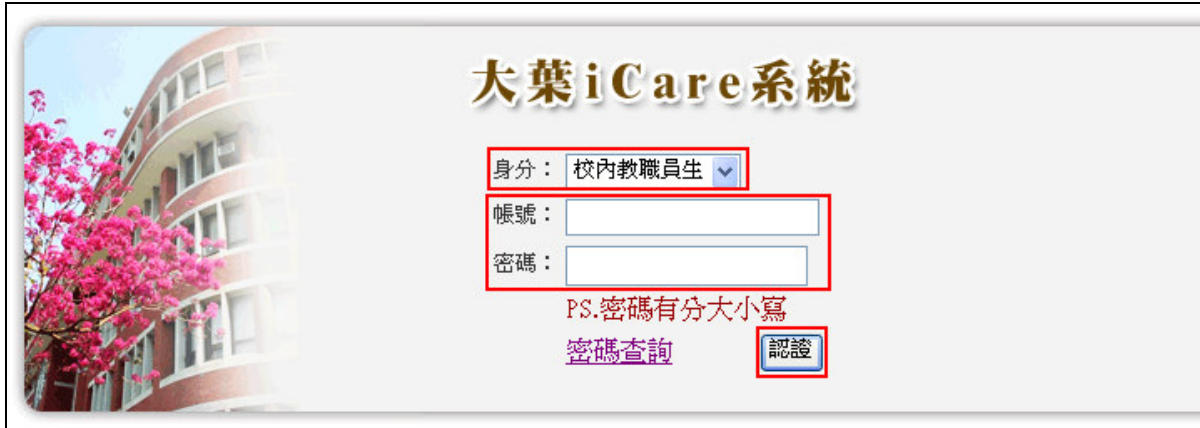 大葉iCare系統
身分： 校內教職員生
帳號：
密碼：
PS.密碼有分大小寫
密碼查詢 認證